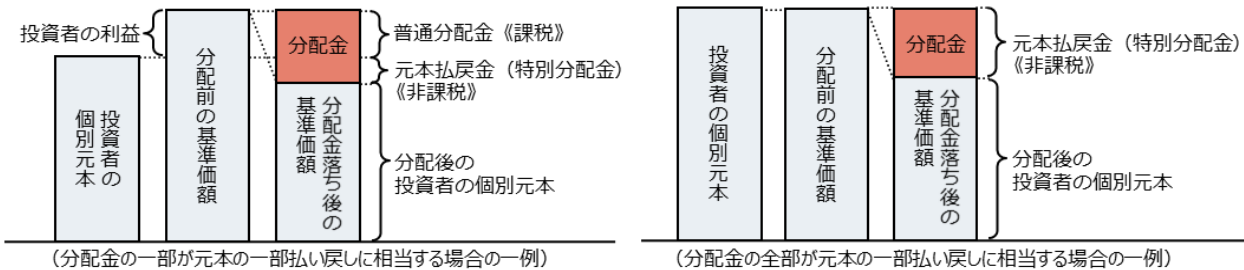 投資者の利益
投資者の
個別元本
分配前の基準価額
分配金
分配金落ち後の
基準価額
普通分配金《課税》
元本払戻金（特別分配金）
《非課税》
分配後の
投資者の個別元本
（分配金の一部が元本の一部払い戻しに相当する場合の一例）
投資者の個別元本
分配前の基準価額
分配金
分配金落ち後の
基準価額
元本払戻金（特別分配金）
《非課税》
分配後の
投資者の個別元本
（分配金の全部が元本の一部払い戻しに相当する場合の一例）